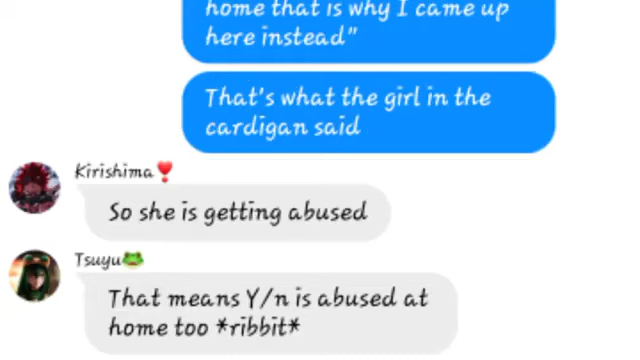 home that is why I came up
here instead"
That's what the girl in the
cardigan said
Kirishima❣️
So she is getting abused
Tsuyu🐸
That means Y/n is abused at
home too *ribbit*